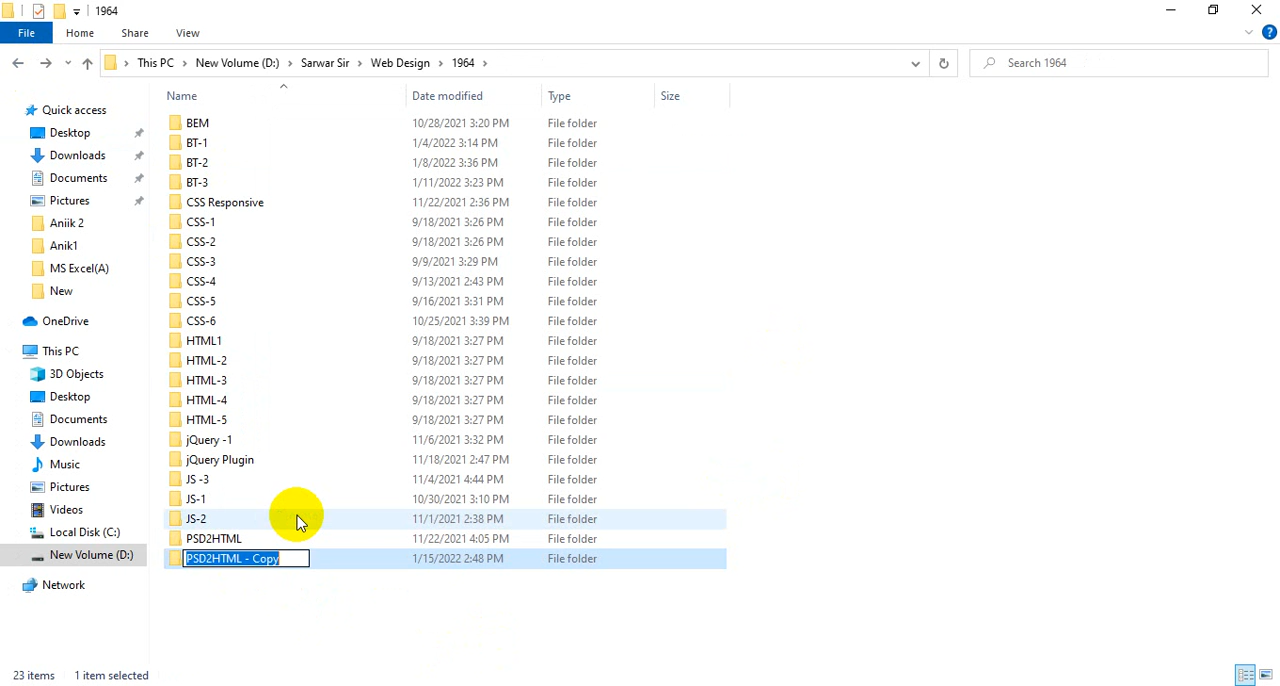 1964
File Home Share View
This PC New Volume (D:) Sarwar Sir Web Design 1964 Search 1964
Name Date modified Type Size
Quick access
Desktop
Downloads
Documents
Pictures
Aniik 2
Anik1
MS Excel(A)
New
OneDrive
This PC
3D Objects
Desktop
Documents
Downloads
Music
Pictures
Videos
Local Disk (C:)
New Volume (D:)
Network
BEM 10/28/2021 3:20 PM File folder
BT-1 1/4/2022 3:14 PM File folder
BT-2 1/8/2022 3:36 PM File folder
BT-3 1/11/2022 3:23 PM File folder
CSS Responsive 11/22/2021 2:36 PM File folder
CSS-1 9/18/2021 3:26 PM File folder
CSS-2 9/18/2021 3:26 PM File folder
CSS-3 9/9/2021 3:29 PM File folder
CSS-4 9/13/2021 2:43 PM File folder
CSS-5 9/16/2021 3:31 PM File folder
CSS-6 10/25/2021 3:39 PM File folder
HTML1 9/18/2021 3:27 PM File folder
HTML-2 9/18/2021 3:27 PM File folder
HTML-3 9/18/2021 3:27 PM File folder
HTML-4 9/18/2021 3:27 PM File folder
HTML-5 9/18/2021 3:27 PM File folder
jQuery -1 11/6/2021 3:32 PM File folder
jQuery Plugin 11/18/2021 2:47 PM File folder
JS -3 11/4/2021 4:44 PM File folder
JS-1 10/30/2021 3:10 PM File folder
JS-2 11/1/2021 2:38 PM File folder
PSD2HTML 11/22/2021 4:05 PM File folder
PSD2HTML - Copy 1/15/2022 2:48 PM File folder
23 items 1 item selected